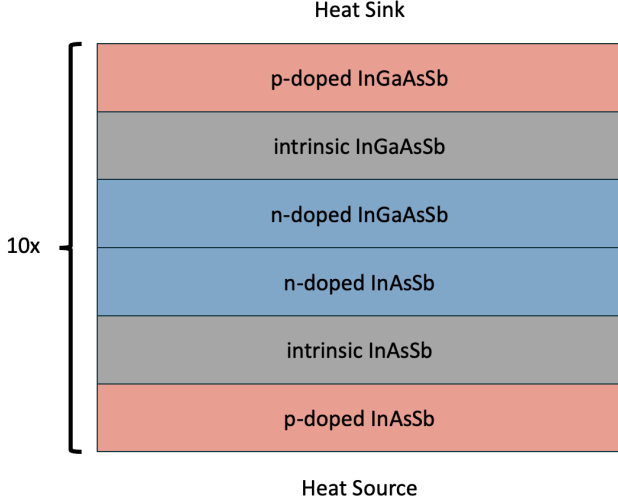 Heat Sink
p-doped InGaAsSb
intrinsic InGaAsSb
n-doped InGaAsSb
10x
n-doped InAsSb
intrinsic InAsSb
p-doped InAsSb
Heat Source